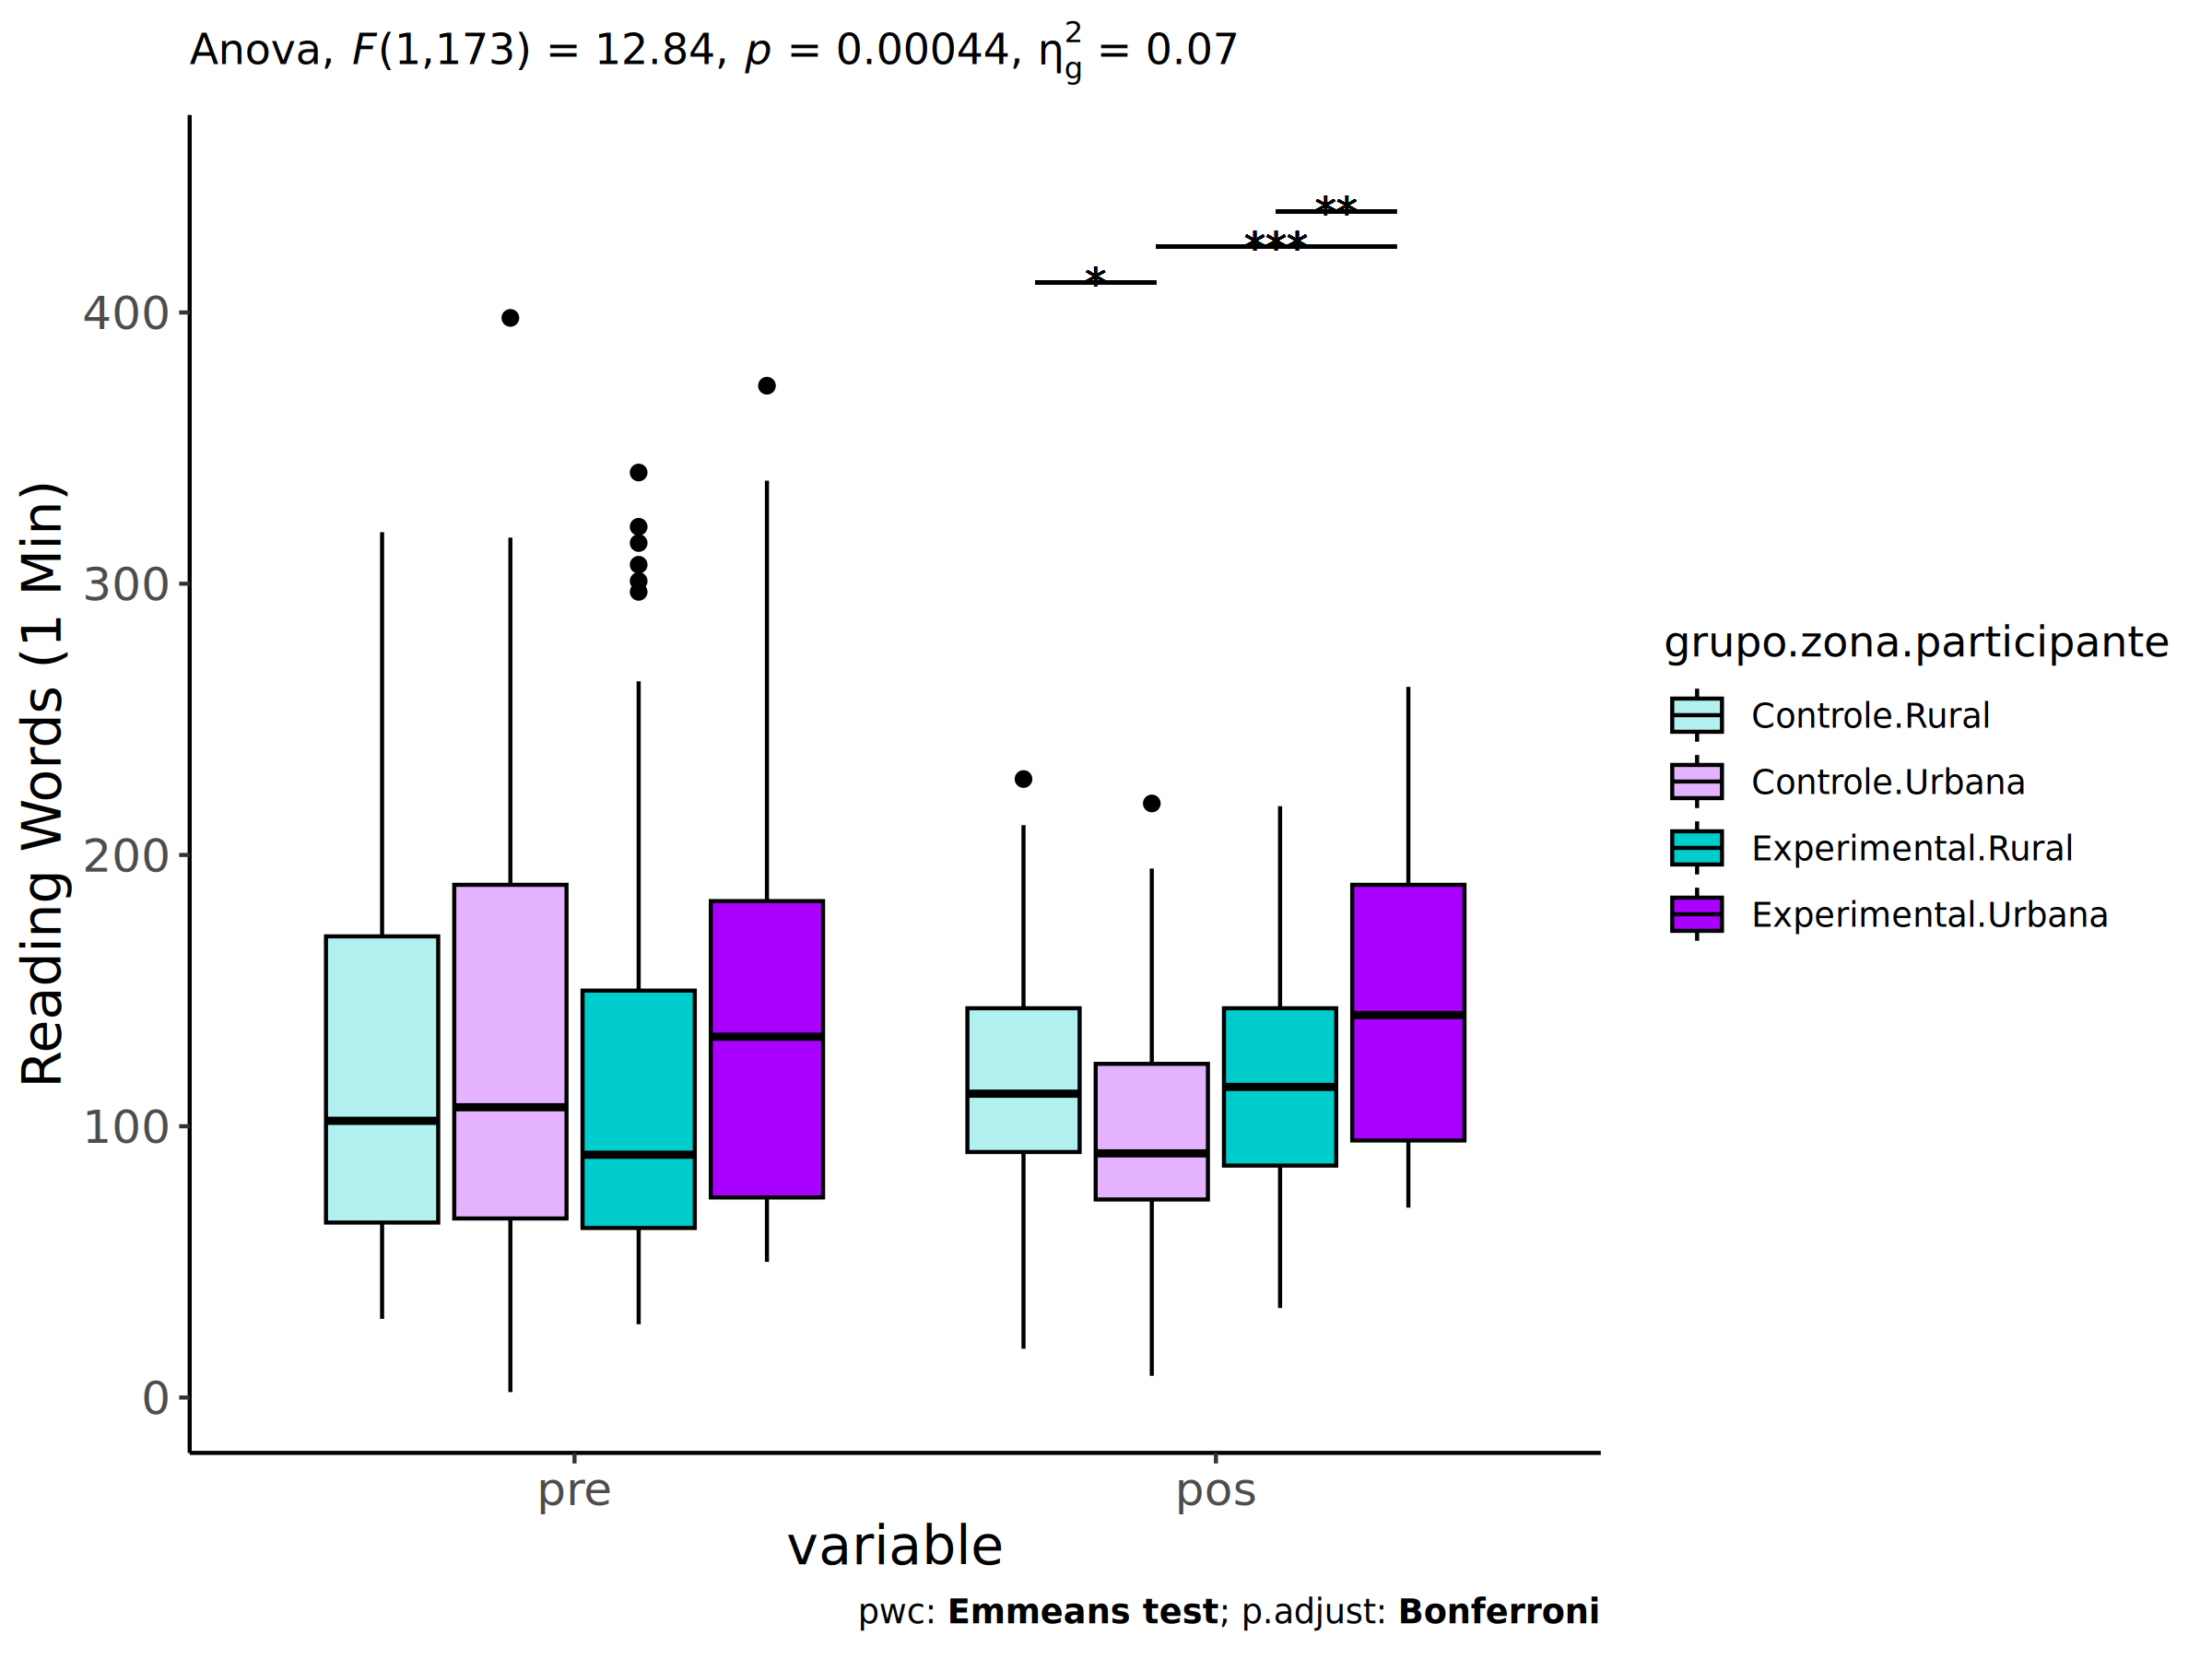 Anova, F(1,173) = 12.84, p = 0.00044, η²g = 0.07
**
***
*
400
300
200
100
0
Reading Words (1 Min)
pre
pos
variable
pwc: Emmeans test; p.adjust: Bonferroni
grupo.zona.participante
Controle.Rural
Controle.Urbana
Experimental.Rural
Experimental.Urbana